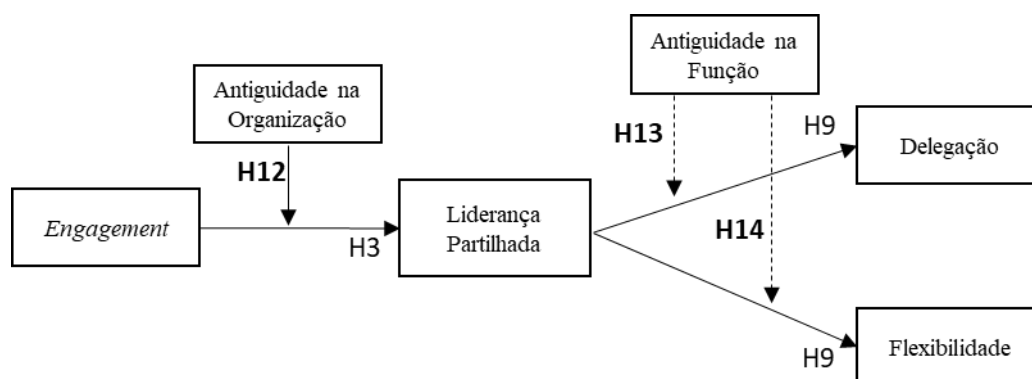 Antiguidade na
Função
Antiguidade na
Organização
H13
H9
Delegação
H12
Engagement
H3
Liderança
Partilhada
H14
H9
Flexibilidade